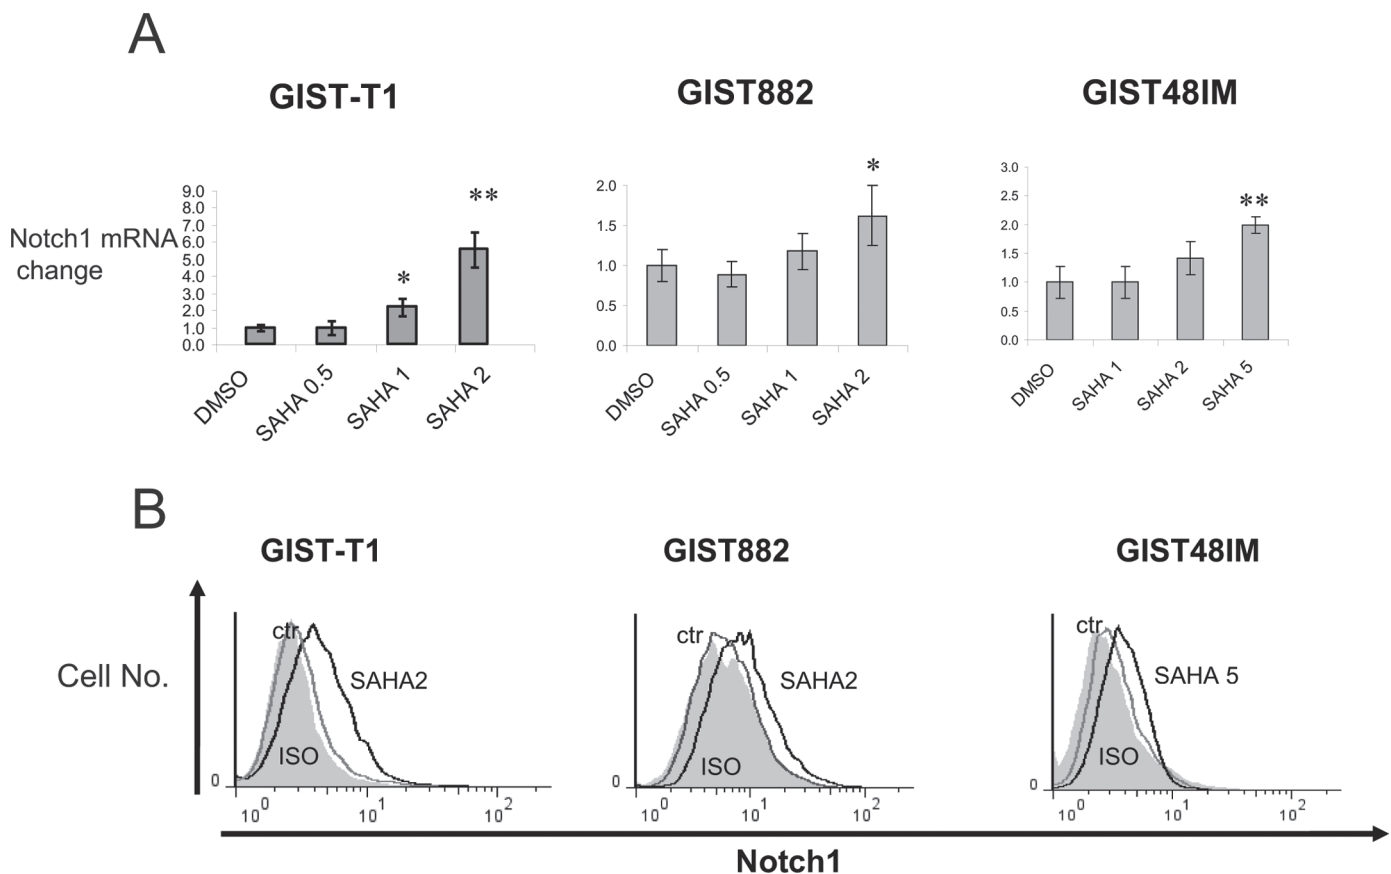 A
GIST-T1
GIST882
GIST48IM
Notch1 mRNA
change
9.0
8.0
7.0
6.0
5.0
4.0
3.0
2.0
1.0
0.0
*
**
DMSO
SAHA 0.5
SAHA 1
SAHA 2
2.0
1.5
1.0
0.5
0.0
*
DMSO
SAHA 0.5
SAHA 1
SAHA 2
3.0
2.5
2.0
1.5
1.0
0.5
0.0
**
DMSO
SAHA 1
SAHA 2
SAHA 5
B
GIST-T1
GIST882
GIST48IM
Cell No.
ctr
SAHA2
ISO
0
10^0
10^1
10^2
ctr
SAHA2
ISO
0
10^0
10^1
10^2
ctr
SAHA 5
ISO
0
10^0
10^1
10^2
Notch1